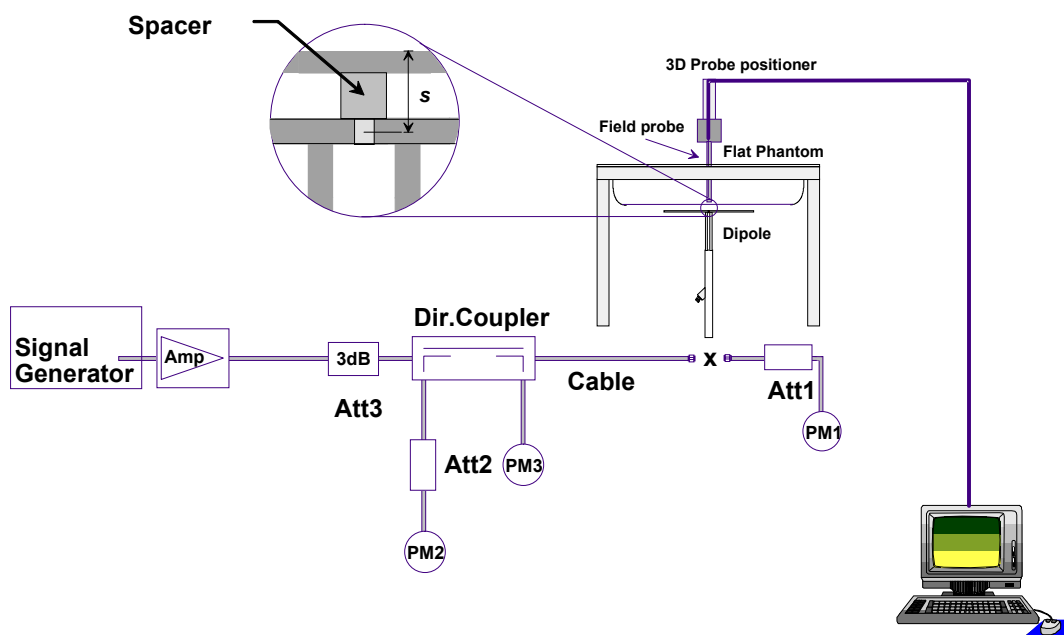 Spacer
s
3D Probe positioner
Field probe
Flat Phantom
Dipole
Signal
Generator
Amp
3dB
Att3
Dir.Coupler
Att2
PM2
PM3
Cable
x
Att1
PM1